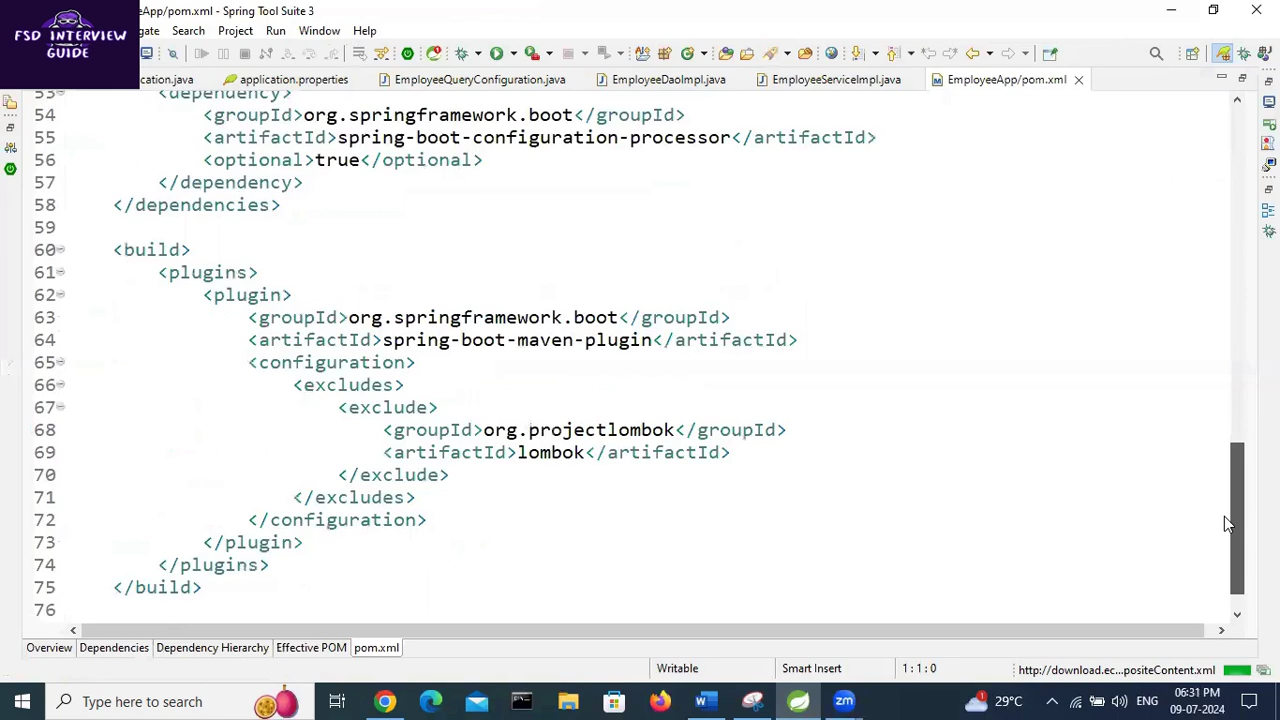 FSD INTERVIEW
GUIDE
eApp/pom.xml - Spring Tool Suite 3
gate Search Project Run Window Help
ication.java application.properties EmployeeQueryConfiguration.java EmployeeDaoImpl.java EmployeeServiceImpl.java EmployeeApp/pom.xml
53 <dependency>
54 <groupId>org.springframework.boot</groupId>
55 <artifactId>spring-boot-configuration-processor</artifactId>
56 <optional>true</optional>
57 </dependency>
58 </dependencies>
59
60 <build>
61 <plugins>
62 <plugin>
63 <groupId>org.springframework.boot</groupId>
64 <artifactId>spring-boot-maven-plugin</artifactId>
65 <configuration>
66 <excludes>
67 <exclude>
68 <groupId>org.projectlombok</groupId>
69 <artifactId>lombok</artifactId>
70 </exclude>
71 </excludes>
72 </configuration>
73 </plugin>
74 </plugins>
75 </build>
76
Overview Dependencies Dependency Hierarchy Effective POM pom.xml
Writable Smart Insert 1 : 1 : 0 http://download.ec...positeContent.xml
Type here to search 29°C ENG 06:31 PM
09-07-2024